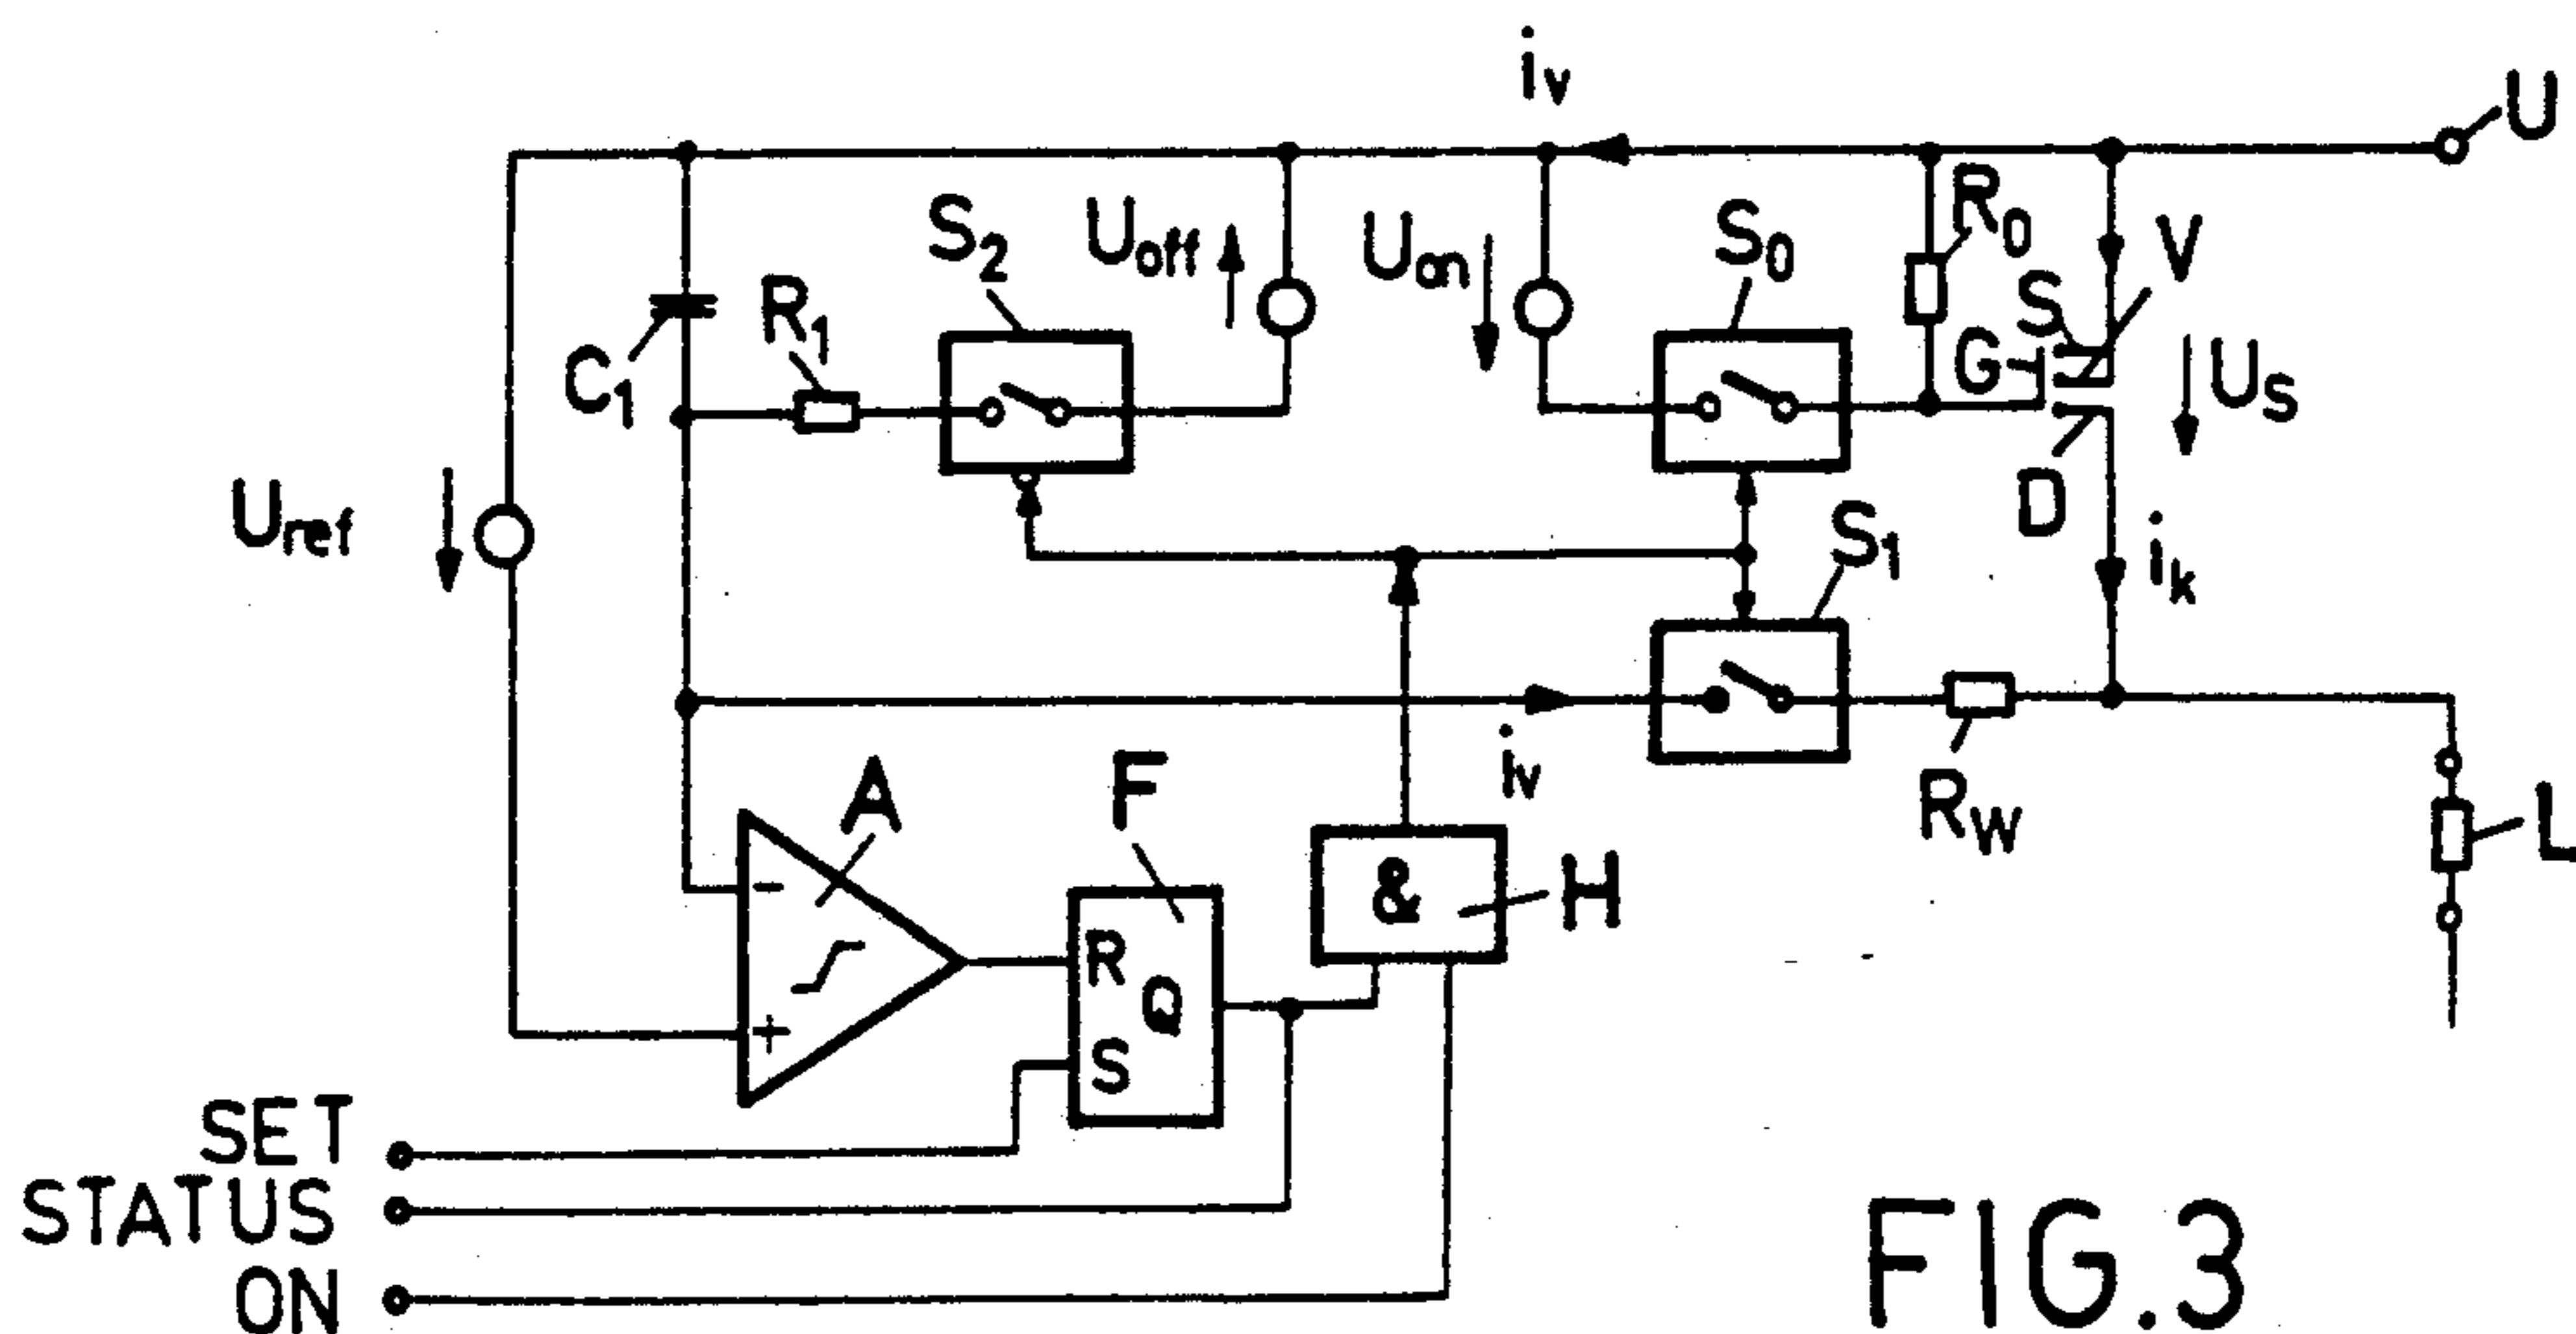 iv
U
S2
Uoff
Uon
S0
R0
V
C1
R1
S
G
US
D
Uref
S1
ik
iv
RW
A
F
H
L
-
&
R
Q
+
S
SET
STATUS
ON
FIG.3